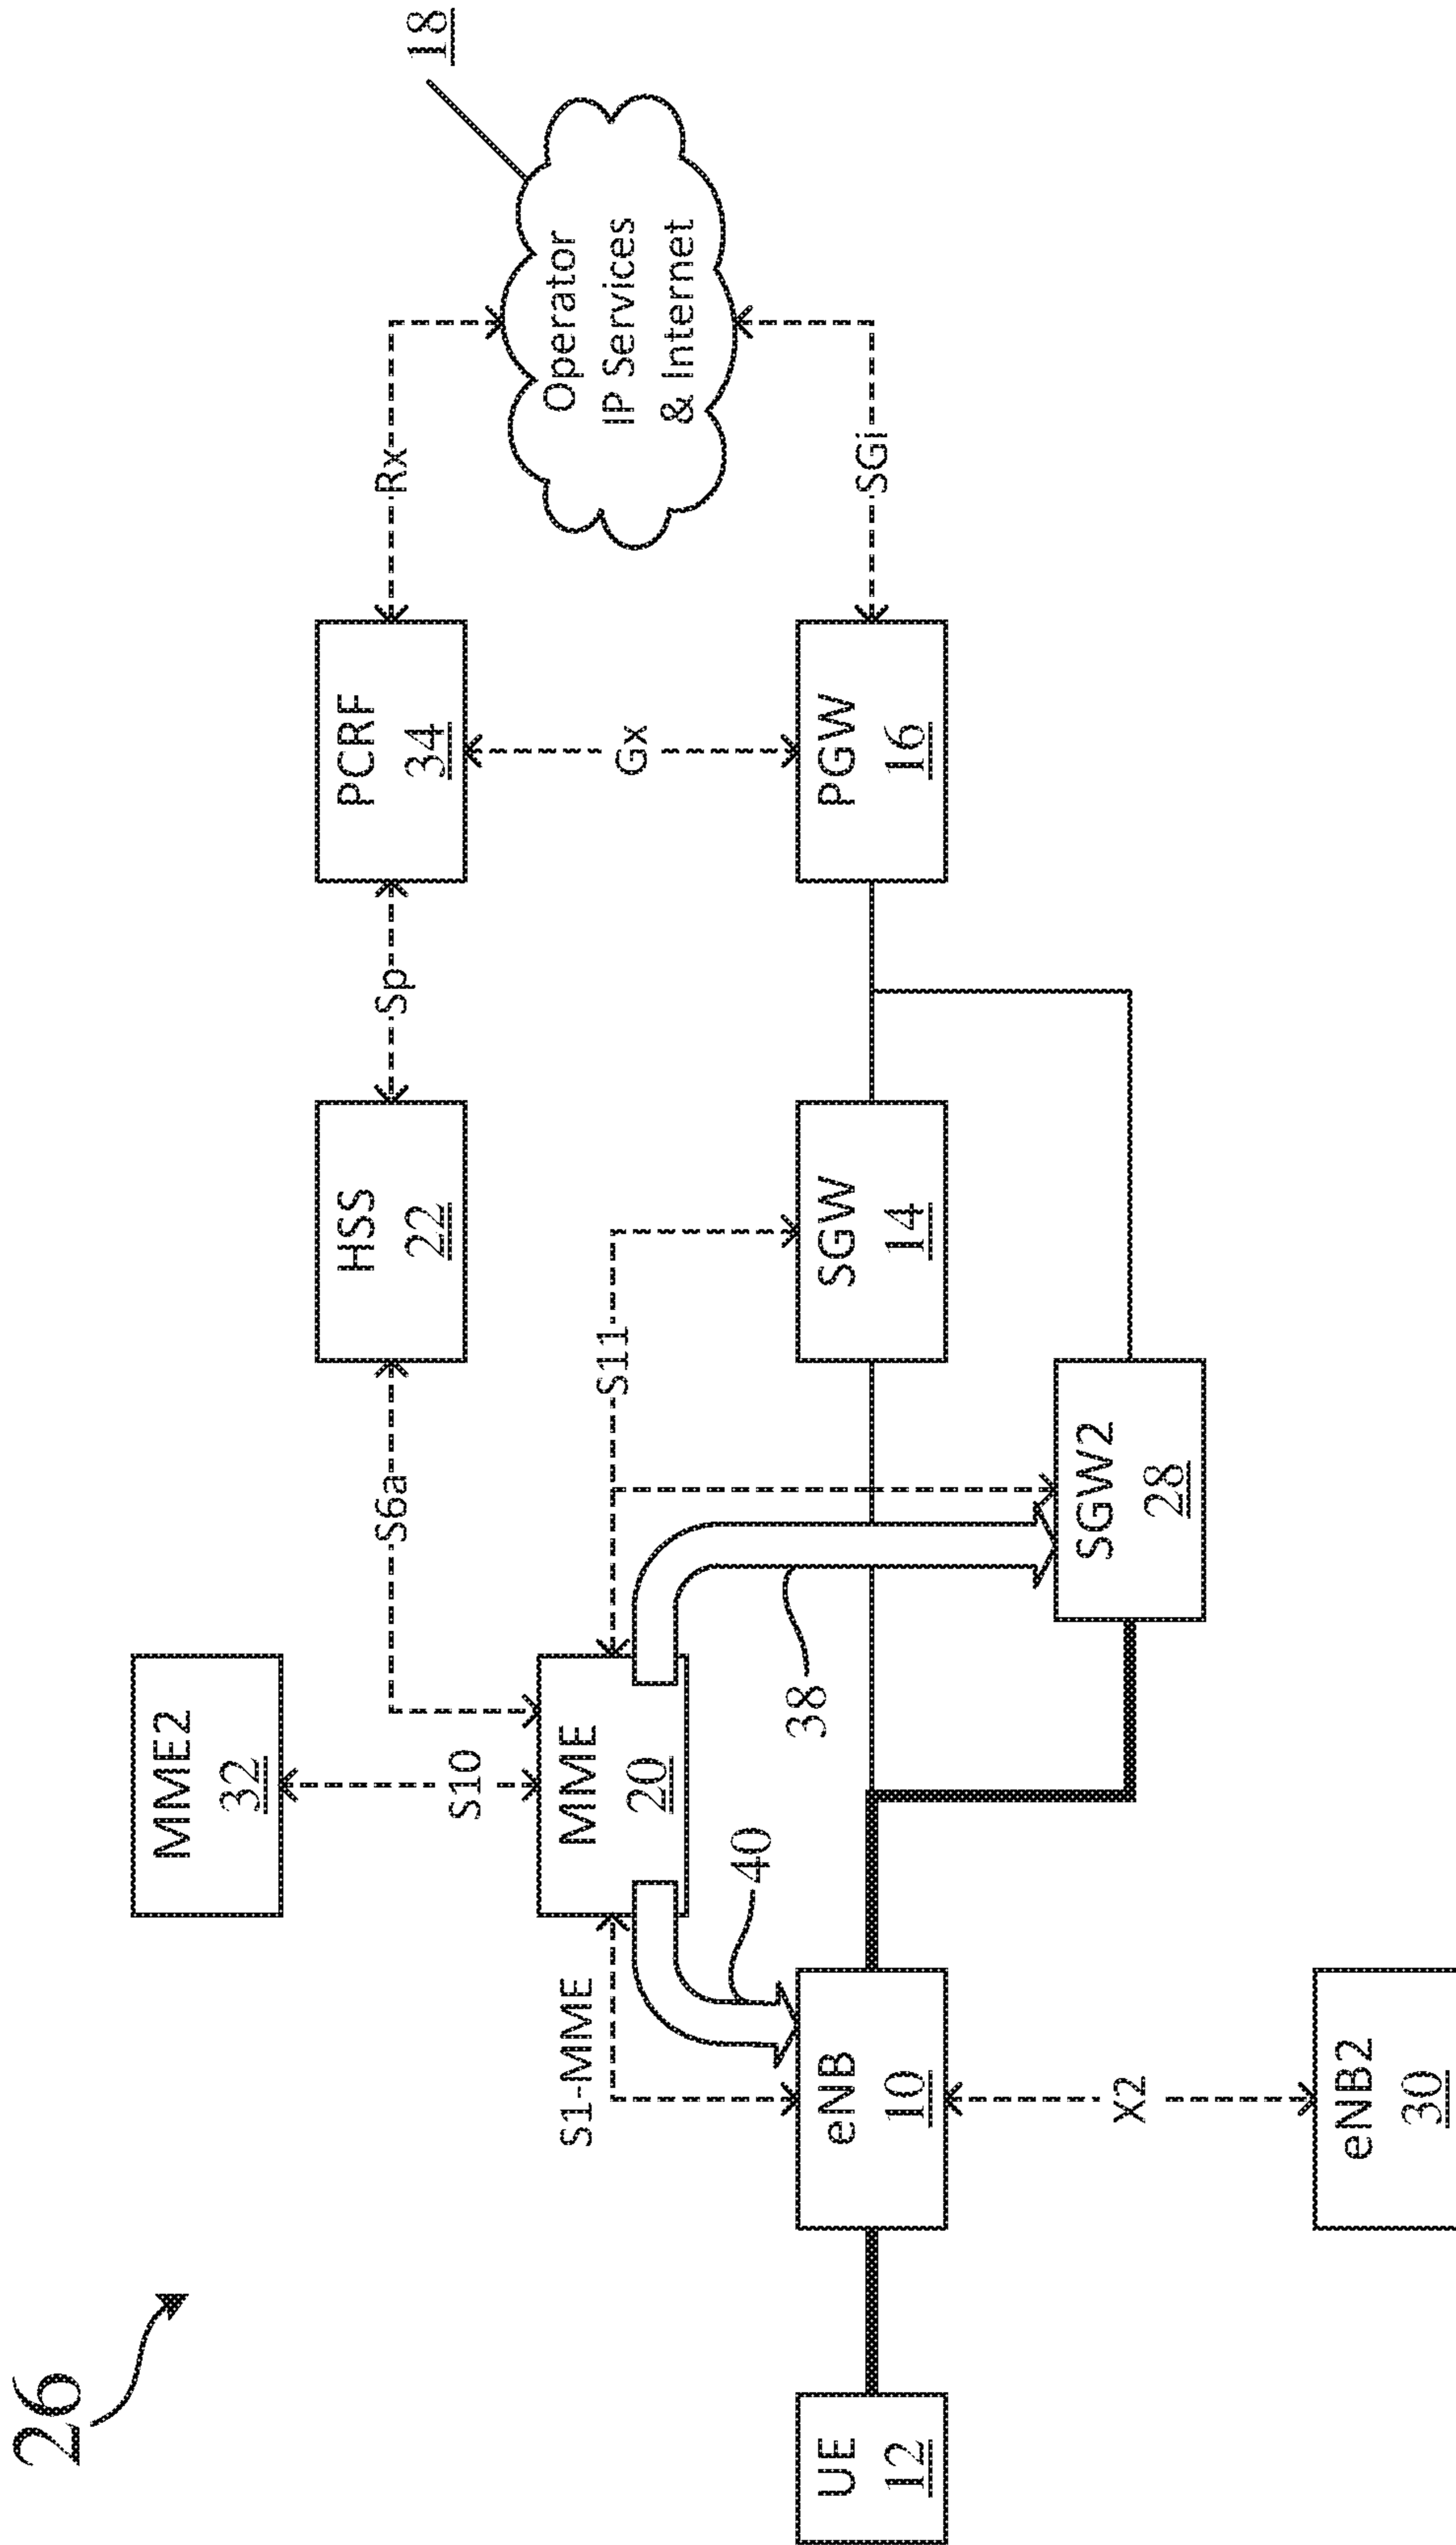 26
MME2
32
S10
S6a
HSS
22
Sp
PCRF
34
Rx
18
Operator
IP Services
& Internet
S1-MME
MME
20
S11
40
38
Gx
UE
12
eNB
10
SGW
14
PGW
16
SGi
SGW2
28
X2
eNB2
30